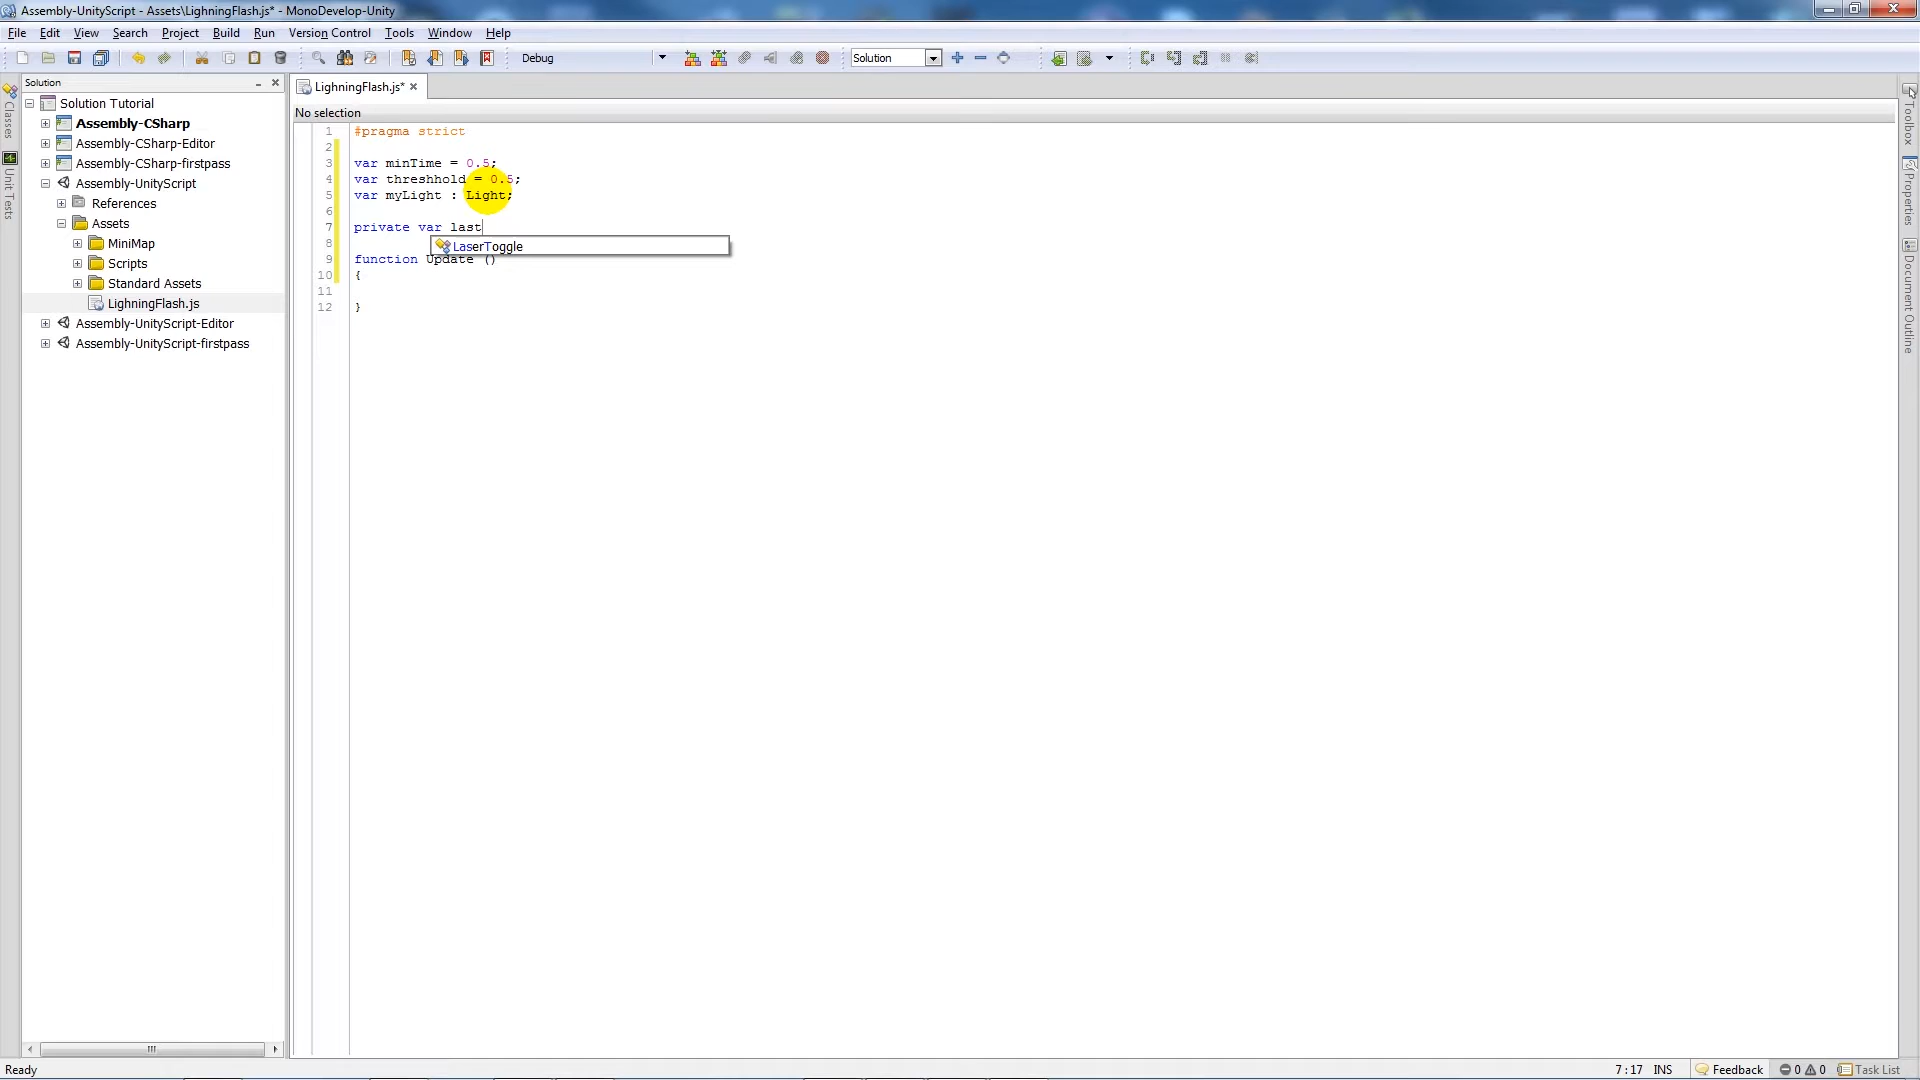 Assembly-UnityScript - Assets\LighningFlash.js* - MonoDevelop-Unity
File Edit View Search Project Build Run Version Control Tools Window Help
Debug Solution
Solution
LighningFlash.js*
No selection
Classes
Unit Tests
Solution Tutorial
Assembly-CSharp
Assembly-CSharp-Editor
Assembly-CSharp-firstpass
Assembly-UnityScript
References
Assets
MiniMap
Scripts
Standard Assets
LighningFlash.js
Assembly-UnityScript-Editor
Assembly-UnityScript-firstpass
1 #pragma strict
2
3 var minTime = 0.5;
4 var threshhold = 0.5;
5 var myLight : Light;
6
7 private var last
8 LaserToggle
9 function Update ()
10 {
11
12 }
Toolbox
Properties
Document Outline
Ready 7 : 17 INS Feedback 0 0 Task List